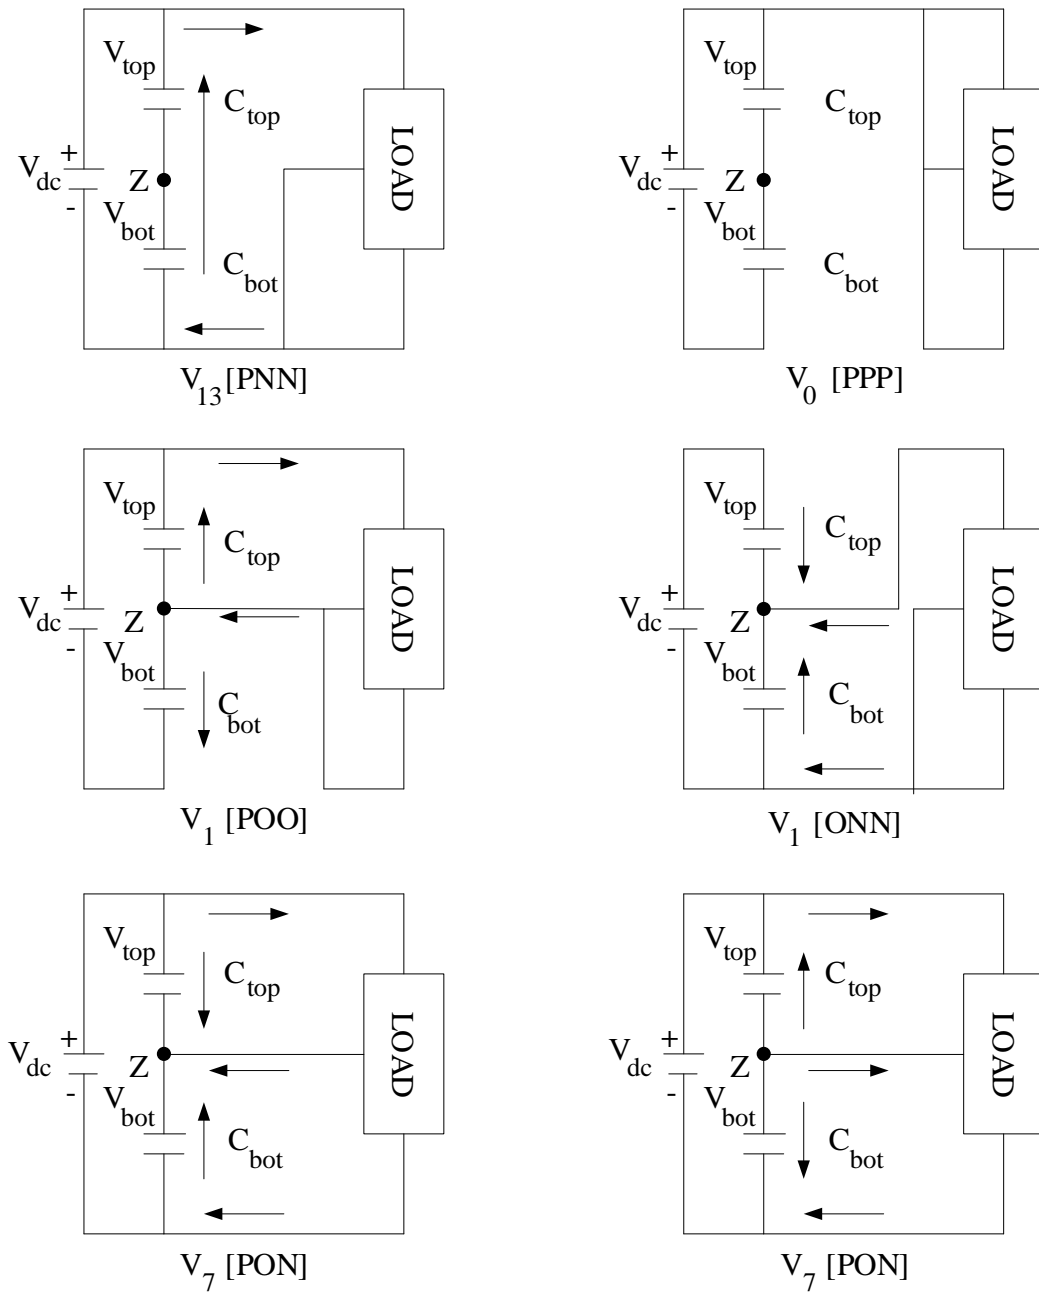 V_top
C_top
LOAD
+
V_dc
Z
-
V_bot
C_bot
V_13 [PNN]
V_top
C_top
LOAD
+
V_dc
Z
-
V_bot
C_bot
V_0 [PPP]
V_top
C_top
LOAD
+
V_dc
Z
-
V_bot
C_bot
V_1 [POO]
V_top
C_top
LOAD
+
V_dc
Z
-
V_bot
C_bot
V_1 [ONN]
V_top
C_top
LOAD
+
V_dc
Z
-
V_bot
C_bot
V_7 [PON]
V_top
C_top
LOAD
+
V_dc
Z
-
V_bot
C_bot
V_7 [PON]